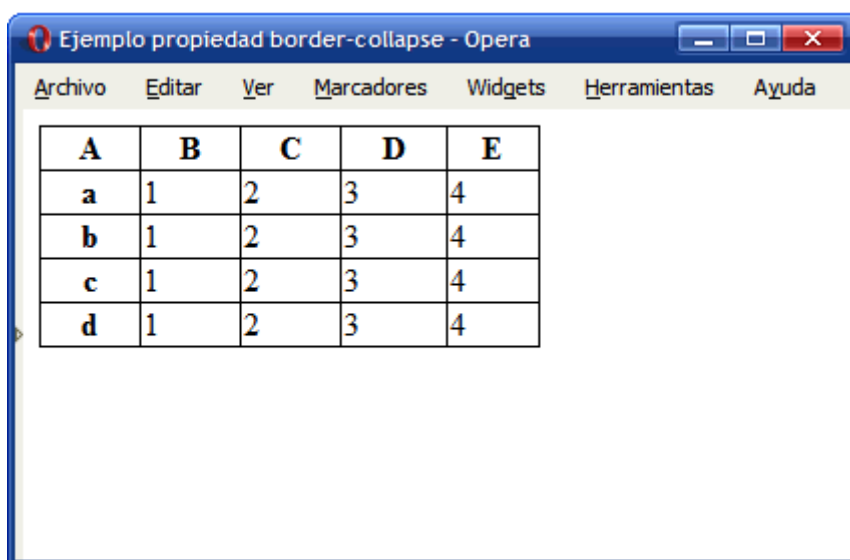 Ejemplo propiedad border-collapse - Opera
Archivo Editar Ver Marcadores Widgets Herramientas Ayuda
A B C D E
a 1 2 3 4
b 1 2 3 4
c 1 2 3 4
d 1 2 3 4